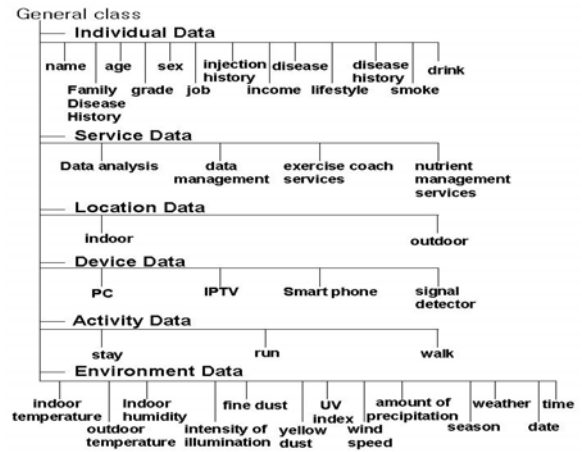 General class
Individual Data
name age sex injection disease disease drink
history history
Family grade job income lifestyle smoke
Disease
History
Service Data
Data analysis data exercise coach nutrient
management services management
services
Location Data
indoor outdoor
Device Data
PC IPTV Smart phone signal
detector
Activity Data
stay run walk
Environment Data
indoor Indoor fine dust UV amount of weather time
temperature humidity index precipitation
outdoor intensity of yellow wind season date
temperature illumination dust speed